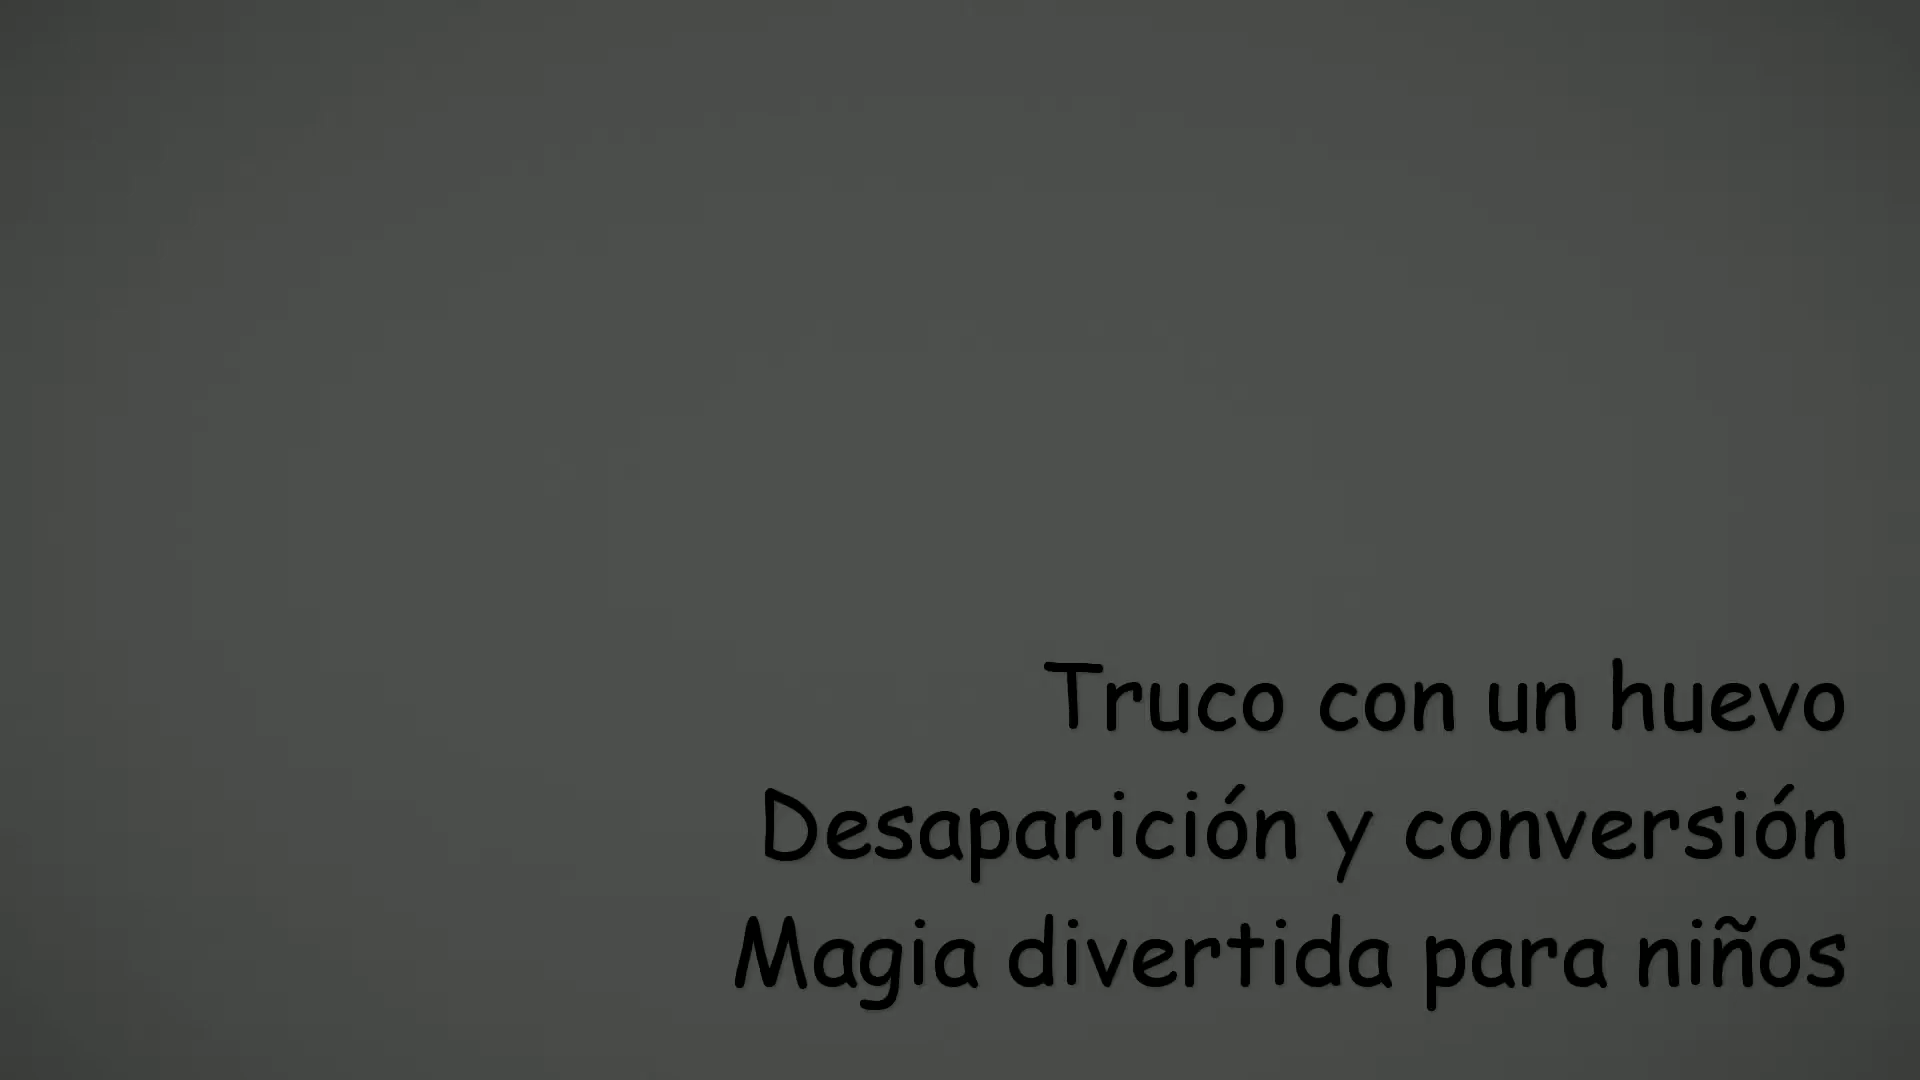 Truco con un huevo
Desaparición y conversión
Magia divertida para niños